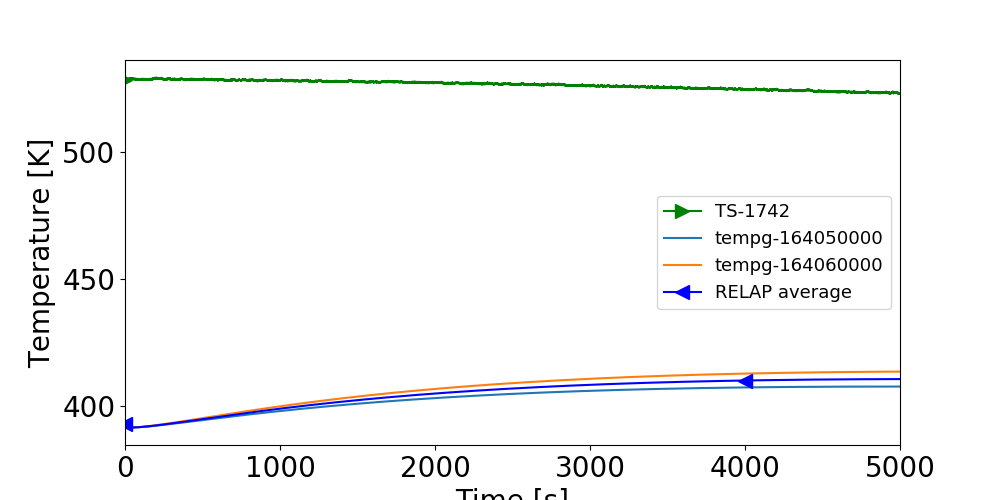 Temperature [K]
500
450
400
TS-1742
tempg-164050000
tempg-164060000
RELAP average
0 1000 2000 3000 4000 5000
Time [s]